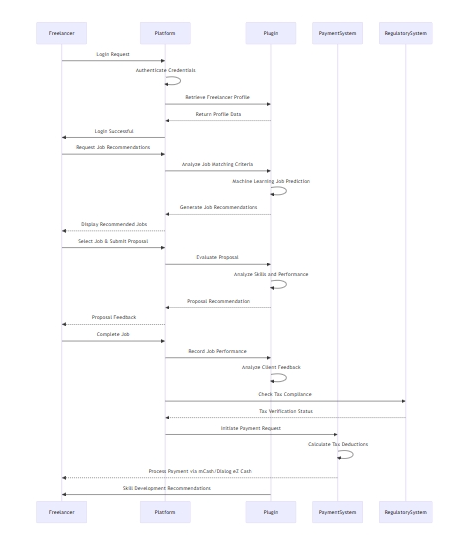 Freelancer Platform Plugin PaymentSystem RegulatorySystem
Login Request
Authenticate Credentials
Retrieve Freelancer Profile
Return Profile Data
Login Successful
Request Job Recommendations
Analyze Job Matching Criteria
Machine Learning Job Prediction
Generate Job Recommendations
Display Recommended Jobs
Select Job & Submit Proposal
Evaluate Proposal
Analyze Skills and Performance
Proposal Recommendation
Proposal Feedback
Complete Job
Record Job Performance
Analyze Client Feedback
Check Tax Compliance
Tax Verification Status
Initiate Payment Request
Calculate Tax Deductions
Process Payment via mCash/Dialog eZ Cash
Skill Development Recommendations
Freelancer Platform Plugin PaymentSystem RegulatorySystem